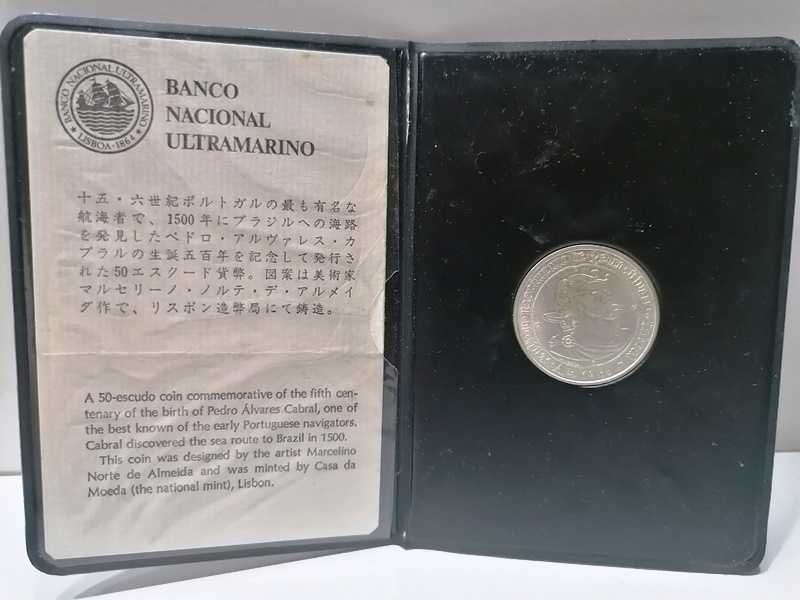 BANCO NACIONAL ULTRAMARINO
LISBOA·1864
BANCO
NACIONAL
ULTRAMARINO
十五・六世紀ポルトガルの最も有名な
航海者で、1500年にブラジルへの海路
を発見したペドロ・アルヴァレス・カ
ブラルの生誕五百年を記念して発行さ
れた50エスクード貨幣。図案は美術家
マルセリーノ・ノルテ・デ・アルメイ
ダ作で、リスボン造幣局にて鋳造。
A 50-escudo coin commemorative of the fifth cen-
tenary of the birth of Pedro Álvares Cabral, one of
the best known of the early Portuguese navigators.
Cabral discovered the sea route to Brazil in 1500.
This coin was designed by the artist Marcelino
Norte de Almeida and was minted by Casa da
Moeda (the national mint), Lisbon.